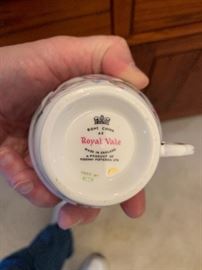 BONE CHINA
Royal Vale
MADE IN ENGLAND
A PRODUCT OF
RIDGWAY POTTERIES LTD